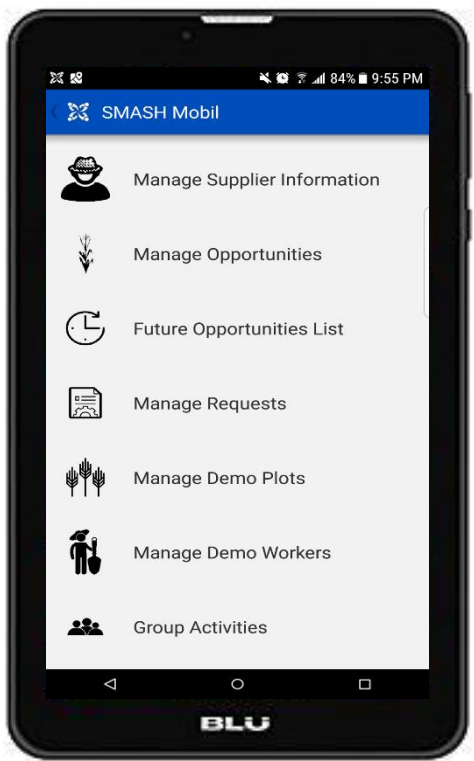 84% 9:55 PM
SMASH Mobil
Manage Supplier Information
Manage Opportunities
Future Opportunities List
Manage Requests
Manage Demo Plots
Manage Demo Workers
Group Activities
BLU